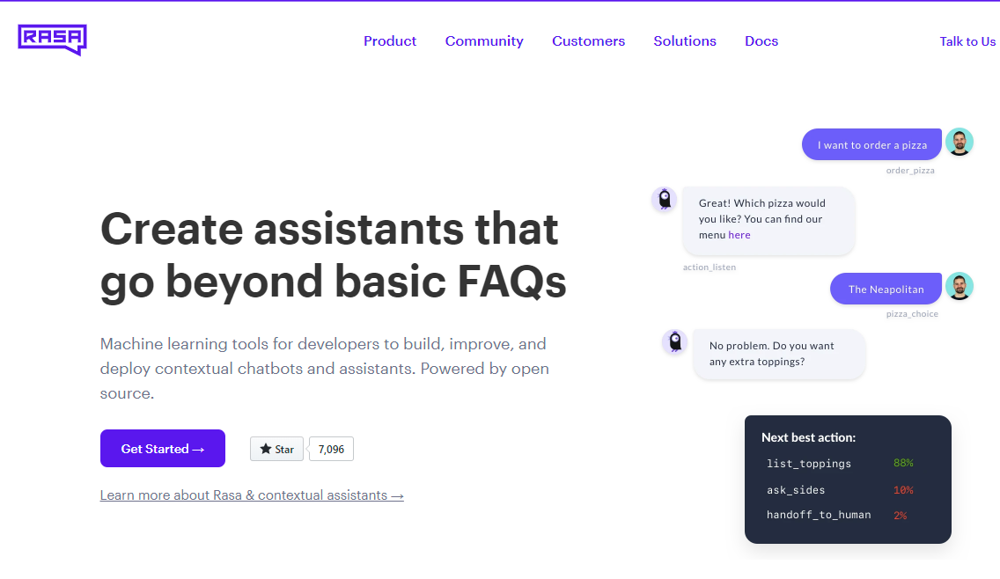 RASA
Product Community Customers Solutions Docs Talk to Us
Create assistants that
go beyond basic FAQs
Machine learning tools for developers to build, improve, and
deploy contextual chatbots and assistants. Powered by open
source.
Get Started →
Star 7,096
Learn more about Rasa & contextual assistants →
I want to order a pizza
order_pizza
Great! Which pizza would
you like? You can find our
menu here
action_listen
The Neapolitan
pizza_choice
No problem. Do you want
any extra toppings?
Next best action:
list_toppings 88%
ask_sides 10%
handoff_to_human 2%